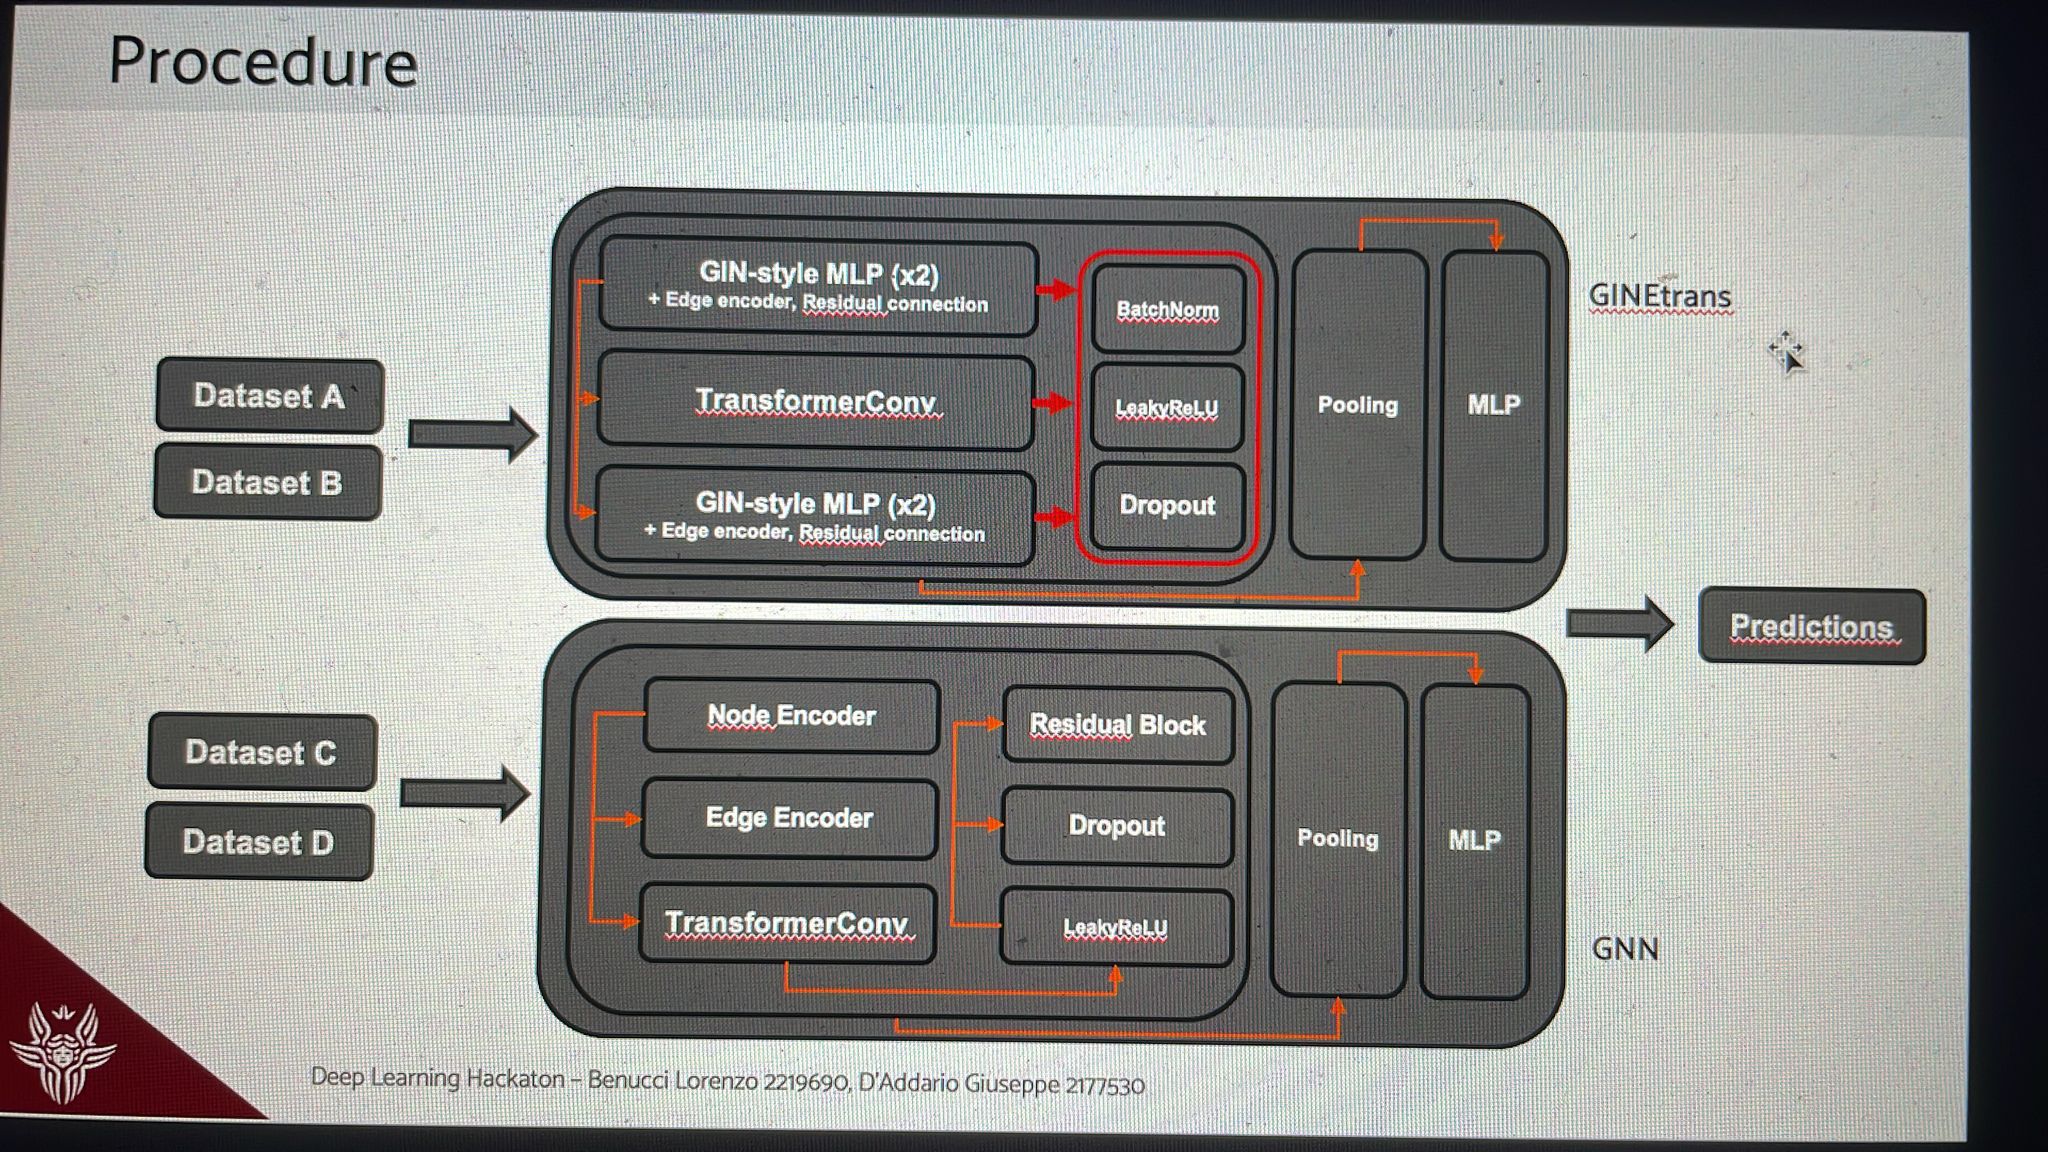 Procedure
GIN-style MLP (x2)
+ Edge encoder, Residual connection
BatchNorm
GINEtrans
Dataset A
TransformerConv
LeakyReLU
Pooling
MLP
Dataset B
GIN-style MLP (x2)
+ Edge encoder, Residual connection
Dropout
Predictions
Node Encoder
Residual Block
Dataset C
Edge Encoder
Dropout
Pooling
MLP
Dataset D
TransformerConv
LeakyReLU
GNN
Deep Learning Hackaton – Benucci Lorenzo 2219690, D'Addario Giuseppe 2177530